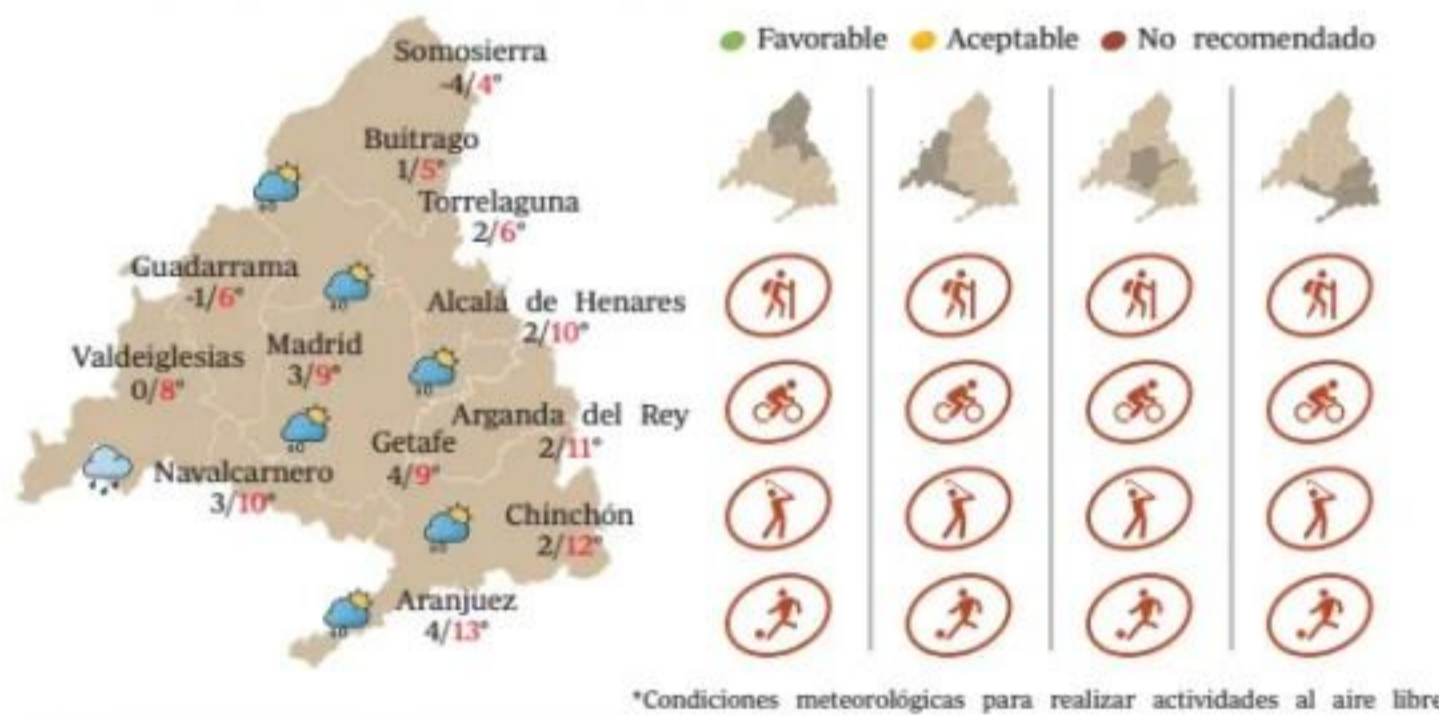 Somosierra
-4/4°
Buitrago
1/5°
Torrelaguna
2/6°
Guadarrama
-1/6°
Alcalá de Henares
2/10°
Valdeiglesias
0/8°
Madrid
3/9°
Arganda del Rey
2/11°
Getafe
4/9°
Navalcarnero
3/10°
Chinchón
2/12°
Aranjuez
4/13°
Favorable Aceptable No recomendado
*Condiciones meteorológicas para realizar actividades al aire libre